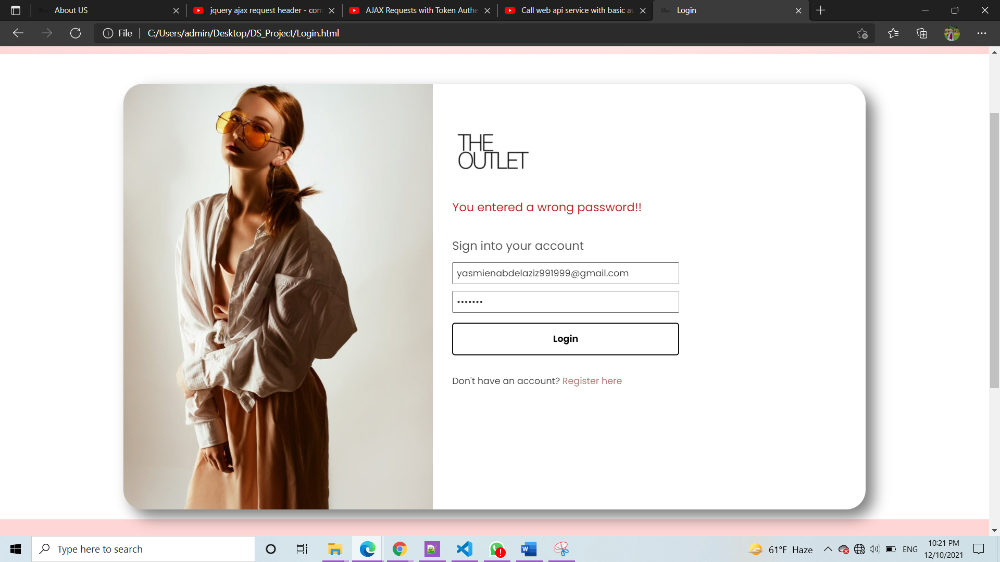 About US
jquery ajax request header - com
AJAX Requests with Token Authe
Call web api service with basic au
Login
File
C:/Users/admin/Desktop/DS_Project/Login.html
THE
OUTLET
You entered a wrong password!!
Sign into your account
yasmienabdelaziz991999@gmail.com
•••••••
Login
Don't have an account? Register here
Type here to search
61°F Haze
ENG
10:21 PM
12/10/2021